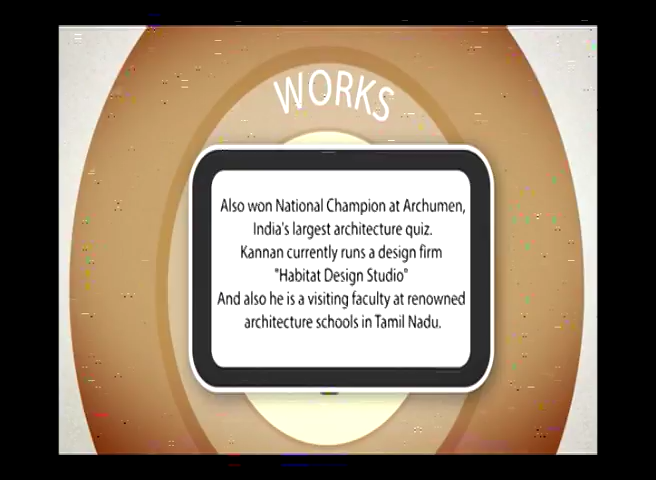 WORKS
Also won National Champion at Archumen,
India's largest architecture quiz.
Kannan currently runs a design firm
"Habitat Design Studio"
And also he is a visiting faculty at renowned
architecture schools in Tamil Nadu.